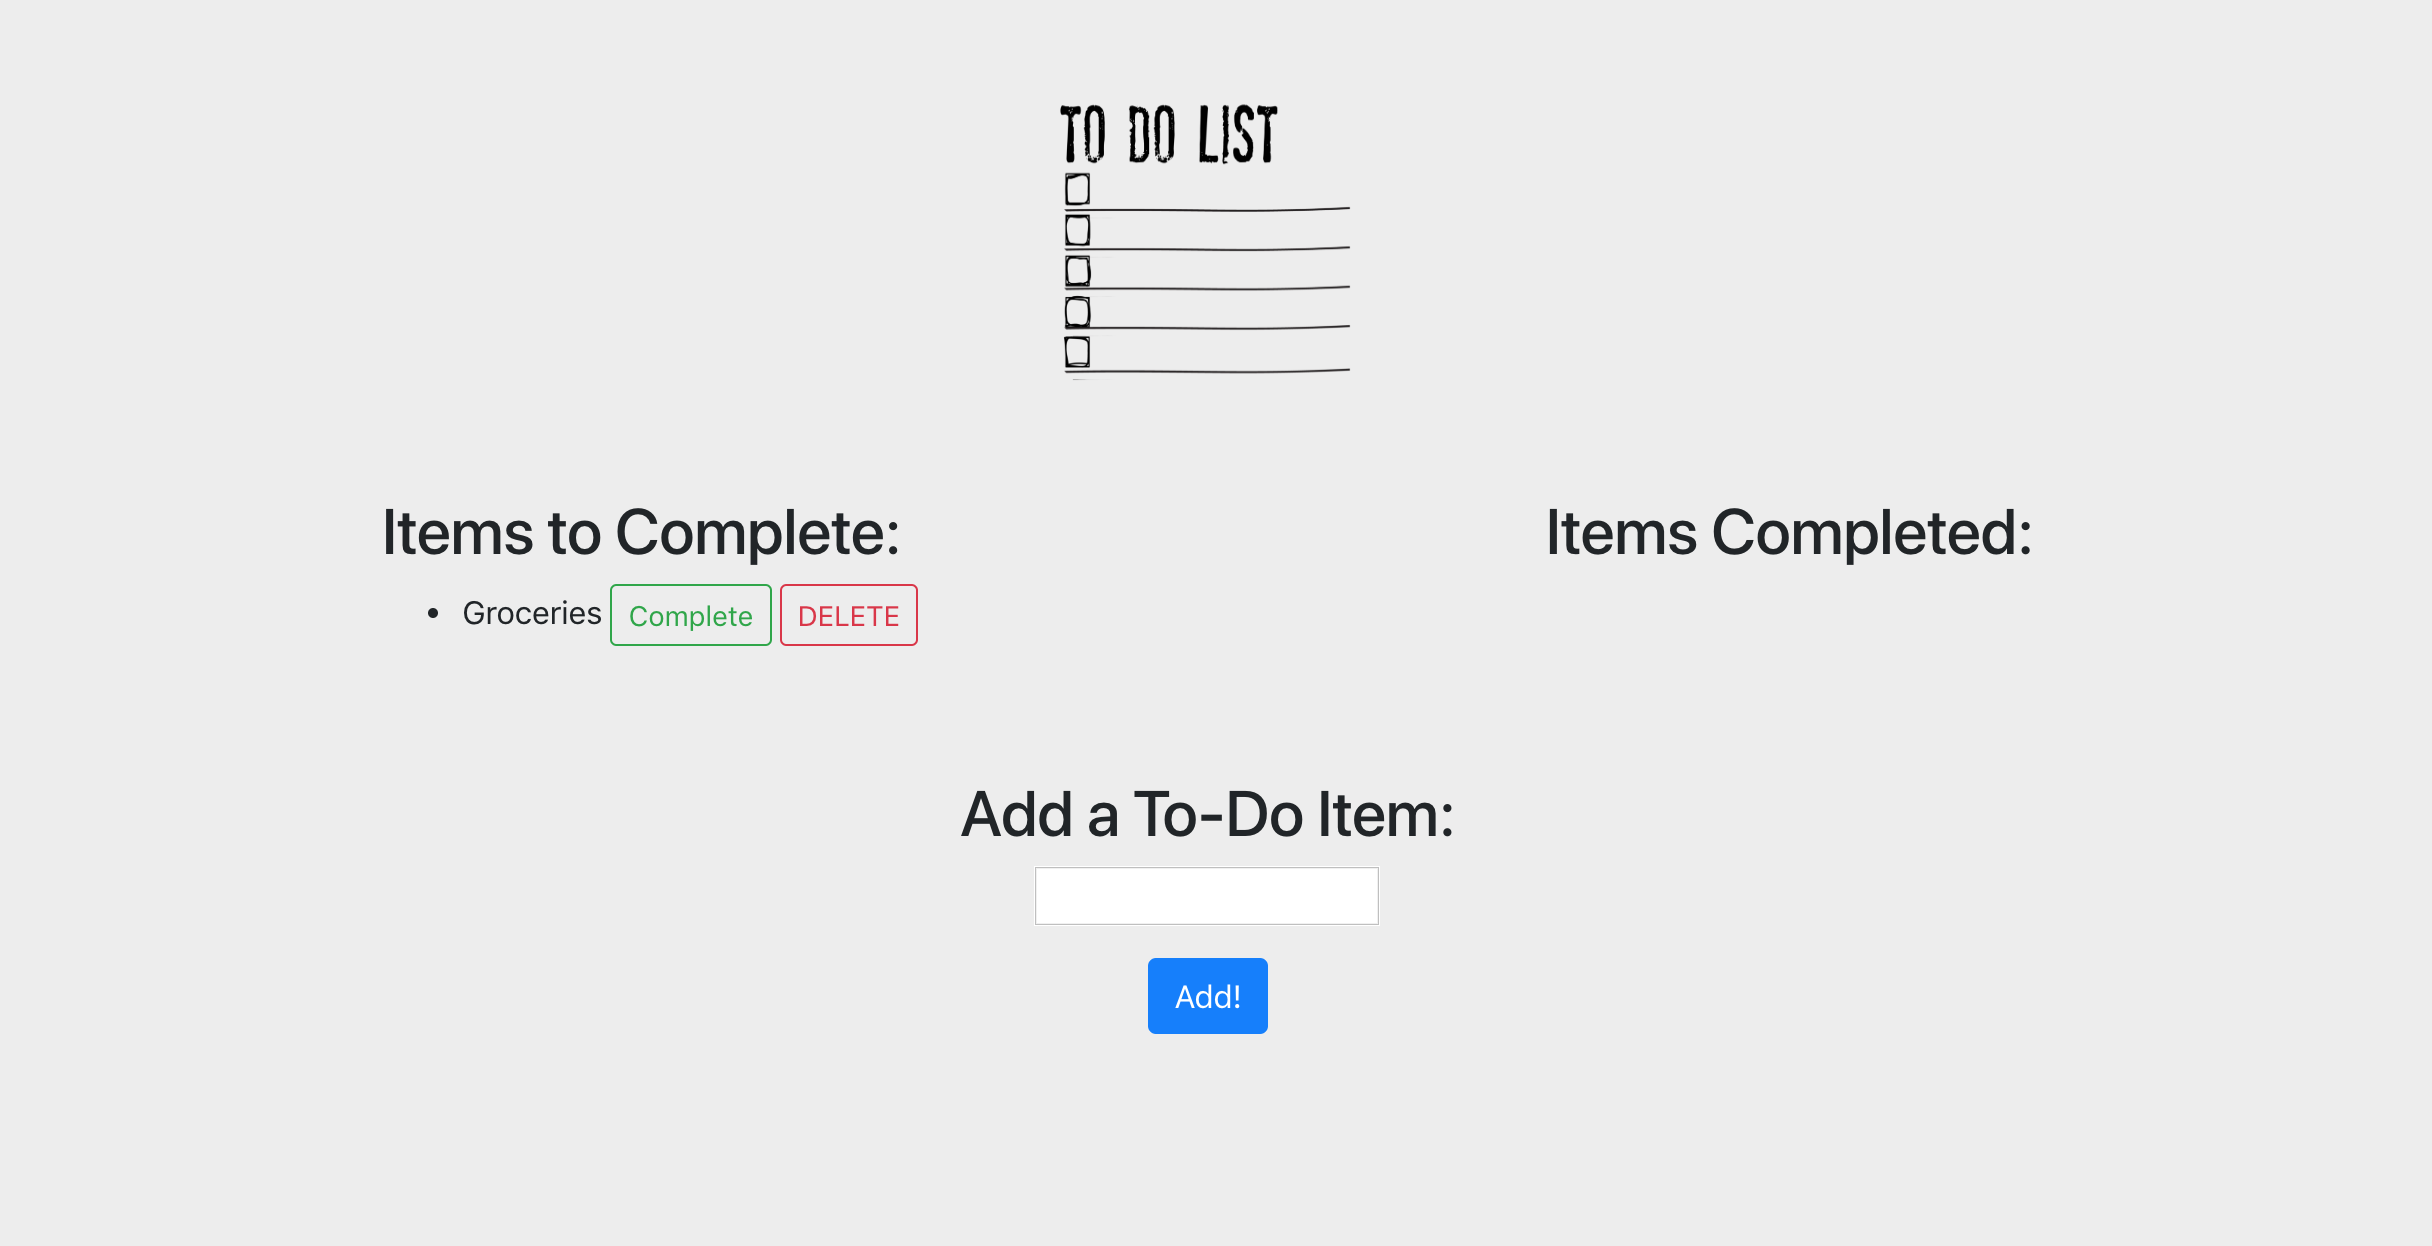 TO DO LIST
Items to Complete:
Groceries Complete DELETE
Items Completed:
Add a To-Do Item:
Add!